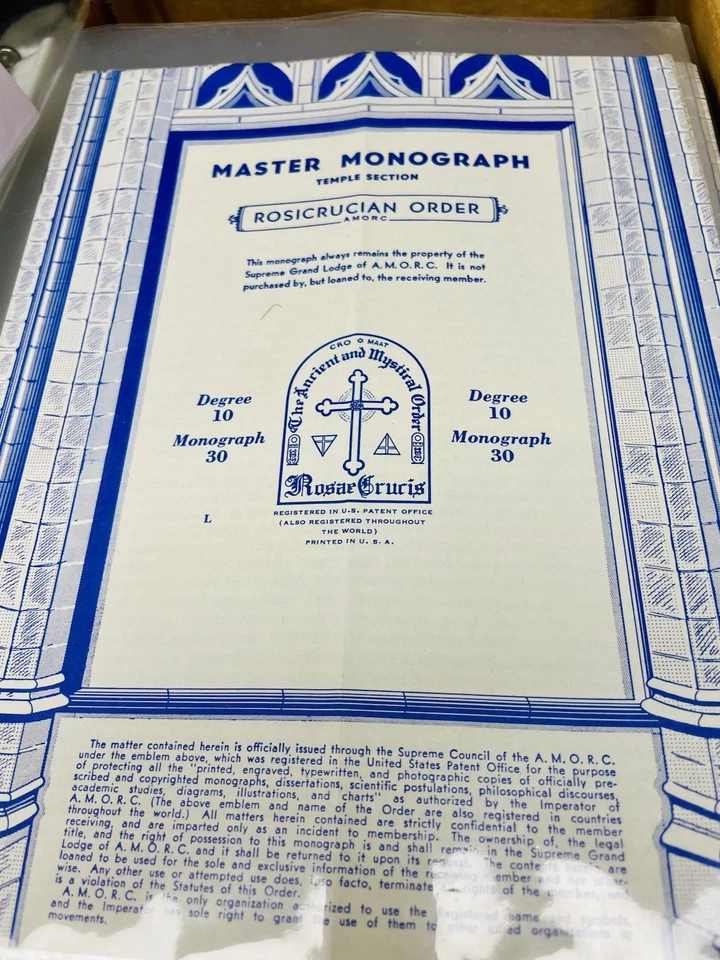 MASTER MONOGRAPH
TEMPLE SECTION
ROSICRUCIAN ORDER
AMORC
This monograph always remains the property of the
Supreme Grand Lodge of A.M.O.R.C. It is not
purchased by, but loaned to, the receiving member.
CRO MAAT
The Ancient and Mystical Order
Rosae Crucis
Degree
10
Monograph
30
Degree
10
Monograph
30
L
REGISTERED IN U.S. PATENT OFFICE
(ALSO REGISTERED THROUGHOUT
THE WORLD)
PRINTED IN U. S. A.
The matter contained herein is officially issued through the Supreme Council of the A. M. O. R. C.
under the emblem above, which was registered in the United States Patent Office for the purpose
of protecting all the "printed, engraved, typewritten, and photographic copies of officially pre-
scribed and copyrighted monographs, dissertations, scientific postulations, philosophical discourses,
academic studies, diagrams, illustrations, and charts" as authorized by the Imperator of
A. M. O. R. C. (The above emblem and name of the Order are also registered in countries
throughout the world.) All matters herein contained are strictly confidential to the member
receiving, and are imparted only as an incident to membership. The ownership of, the legal
title, and the right of possession to this monograph is and shall remain in the Supreme Grand
Lodge of A. M. O. R. C. and it shall be returned to it upon its request. The contents herein are
loaned to be used for the sole and exclusive information of the receiving member and not other-
wise. Any other use or attempted use does, ipso facto, terminate all rights of the member, and
is a violation of the Statutes of this Order.
A. M. O. R. C. is the only organization authorized to use the registered name and symbols,
and the Imperator has sole right to grant the use of them to other allied organizations or
movements.